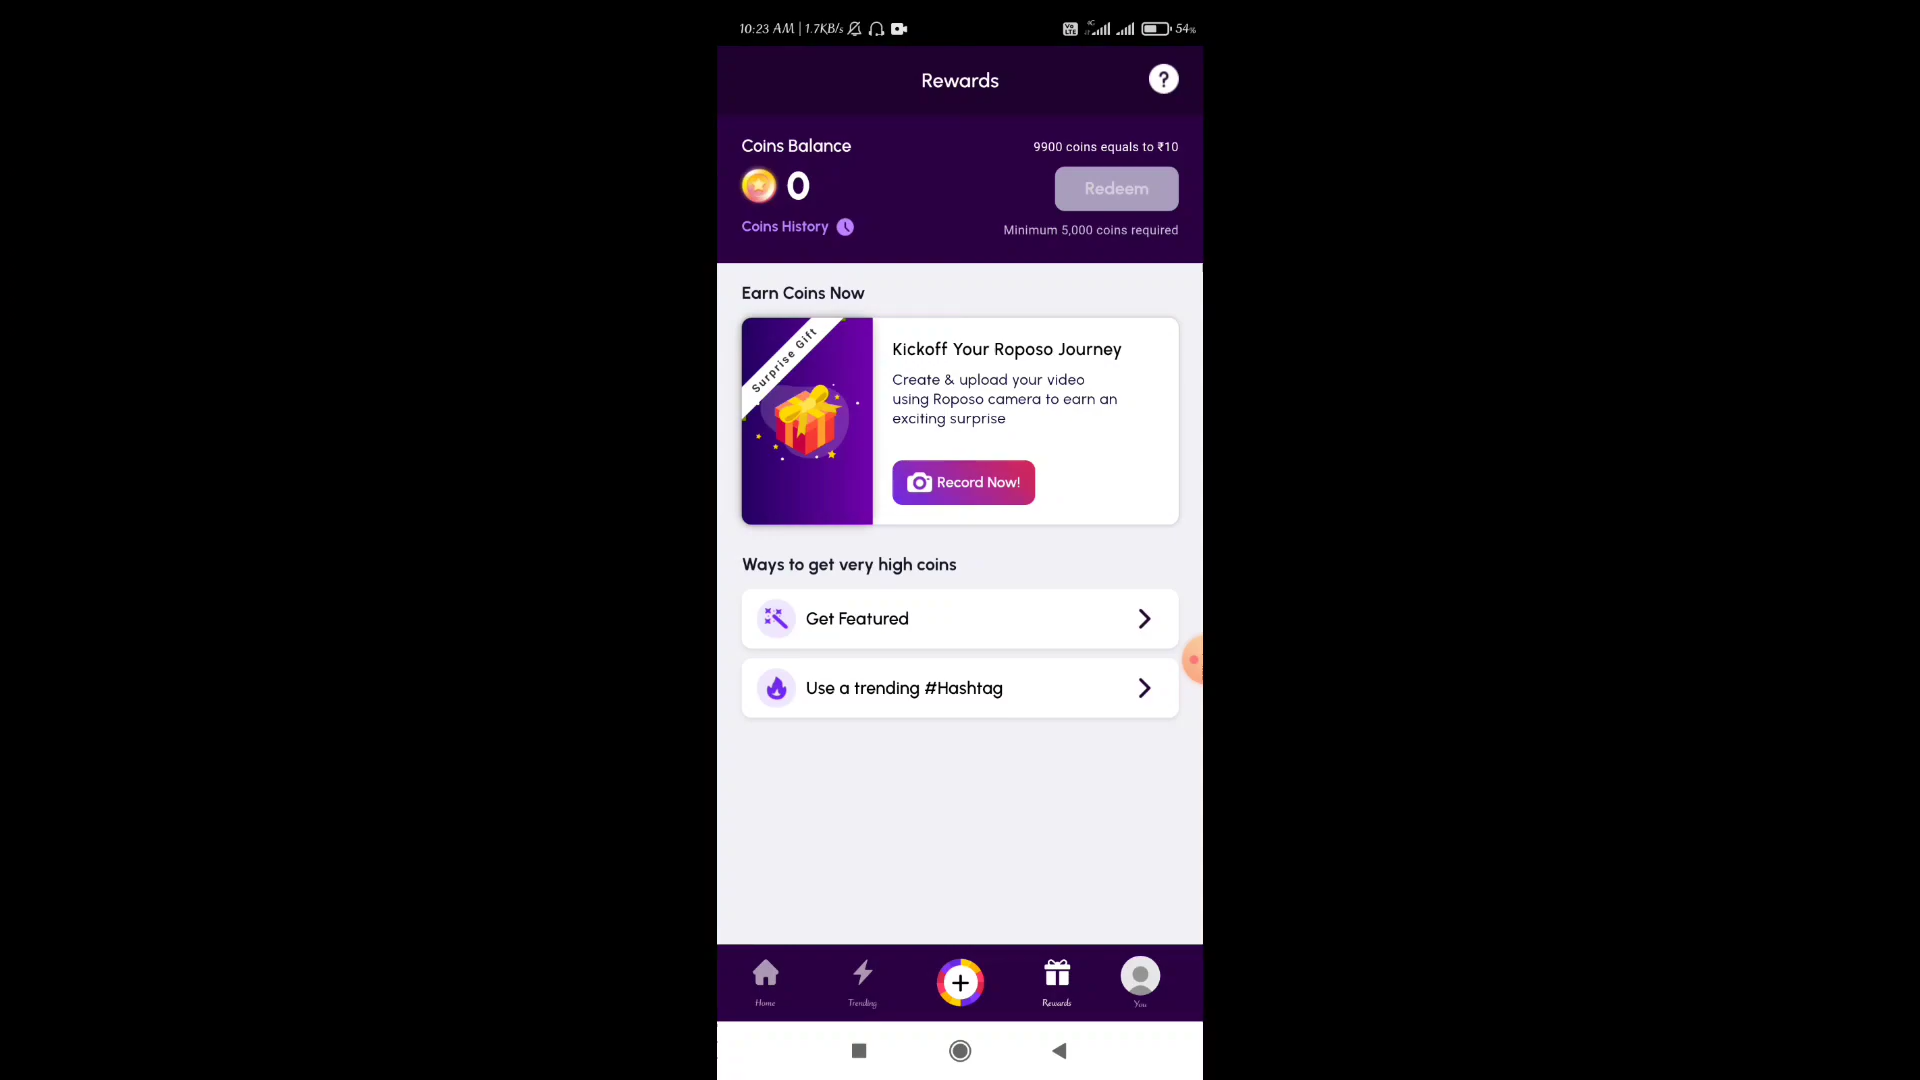 10:23 AM | 1.7KB/s
Vo
LTE
4G
54%
Rewards
?
Coins Balance
9900 coins equals to ₹10
0
Redeem
Coins History
Minimum 5,000 coins required
Earn Coins Now
Surprise Gift
Kickoff Your Roposo Journey
Create & upload your video
using Roposo camera to earn an
exciting surprise
Record Now!
Ways to get very high coins
Get Featured
Use a trending #Hashtag
Home
Trending
Rewards
You